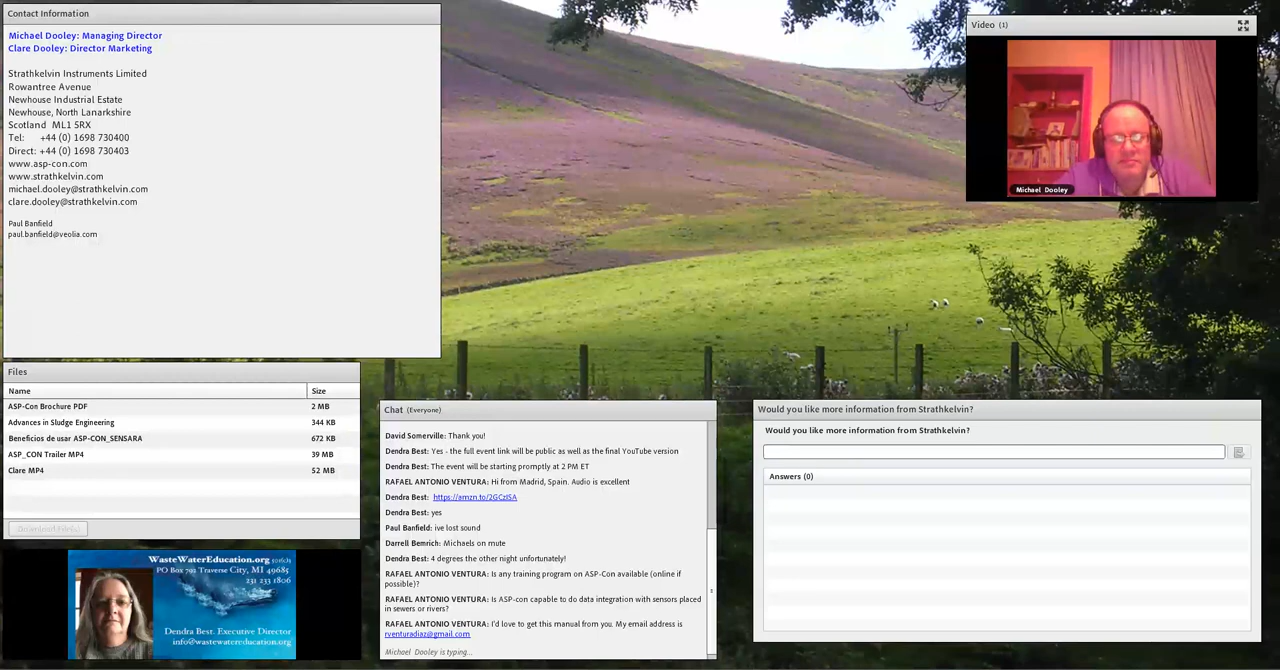 Contact Information
Michael Dooley: Managing Director
Clare Dooley: Director Marketing
Strathkelvin Instruments Limited
Rowantree Avenue
Newhouse Industrial Estate
Newhouse, North Lanarkshire
Scotland ML1 5RX
Tel: +44 (0) 1698 730400
Direct: +44 (0) 1698 730403
www.asp-con.com
www.strathkelvin.com
michael.dooley@strathkelvin.com
clare.dooley@strathkelvin.com
Paul Banfield
paul.banfield@veolia.com
Video (1)
Michael Dooley
Files
Name Size
ASP-Con Brochure PDF 2 MB
Advances in Sludge Engineering 344 KB
Beneficios de usar ASP-CON_SENSARA 672 KB
ASP_CON Trailer MP4 39 MB
Clare MP4 52 MB
Download File(s)
WasteWaterEducation.org 501(c)3
PO Box 792 Traverse City, MI 49685
231 233 1806
Dendra Best. Executive Director
info@wastewatereducation.org
Chat (Everyone)
David Somerville: Thank you!
Dendra Best: Yes - the full event link will be public as well as the final YouTube version
Dendra Best: The event will be starting promptly at 2 PM ET
RAFAEL ANTONIO VENTURA: Hi from Madrid, Spain. Audio is excellent
Dendra Best: https://amzn.to/2GCzISA
Dendra Best: yes
Paul Banfield: ive lost sound
Darrell Bemrich: Michaels on mute
Dendra Best: 4 degrees the other night unfortunately!
RAFAEL ANTONIO VENTURA: Is any training program on ASP-Con available (online if
possible)?
RAFAEL ANTONIO VENTURA: Is ASP-con capable to do data integration with sensors placed
in sewers or rivers?
RAFAEL ANTONIO VENTURA: I'd love to get this manual from you. My email address is
rventuradiaz@gmail.com
Michael Dooley is typing...
Would you like more information from Strathkelvin?
Would you like more information from Strathkelvin?
Answers (0)